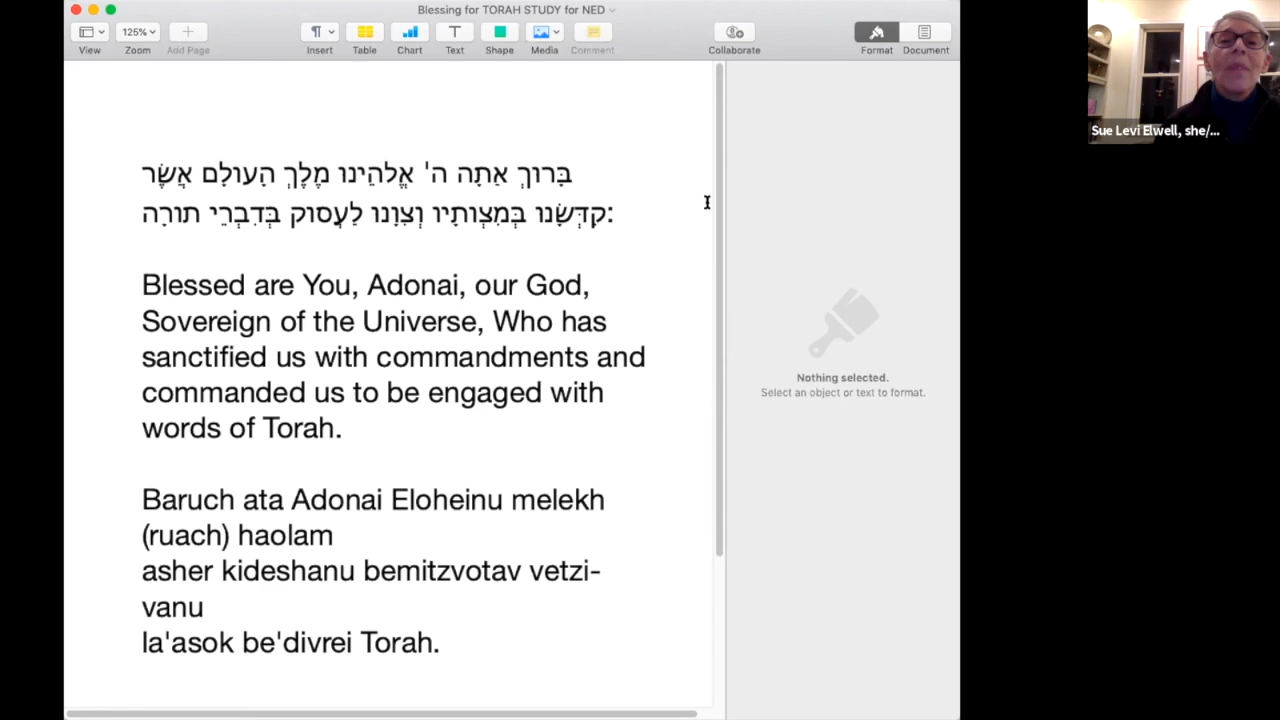 Blessing for TORAH STUDY for NED
125%
View
Zoom
Add Page
Insert
Table
Chart
Text
Shape
Media
Comment
Collaborate
Format
Document
בָּרוּךְ אַתָּה ה' אֱלֹהֵינוּ מֶלֶךְ הָעוֹלָם אֲשֶׁר
קִדְּשָׁנוּ בְּמִצְוֹתָיו וְצִוָּנוּ לַעֲסוֹק בְּדִבְרֵי תוֹרָה:
Blessed are You, Adonai, our God,
Sovereign of the Universe, Who has
sanctified us with commandments and
commanded us to be engaged with
words of Torah.
Baruch ata Adonai Eloheinu melekh
(ruach) haolam
asher kideshanu bemitzvotav vetzi-
vanu
la'asok be'divrei Torah.
Nothing selected.
Select an object or text to format.
Sue Levi Elwell, she/...